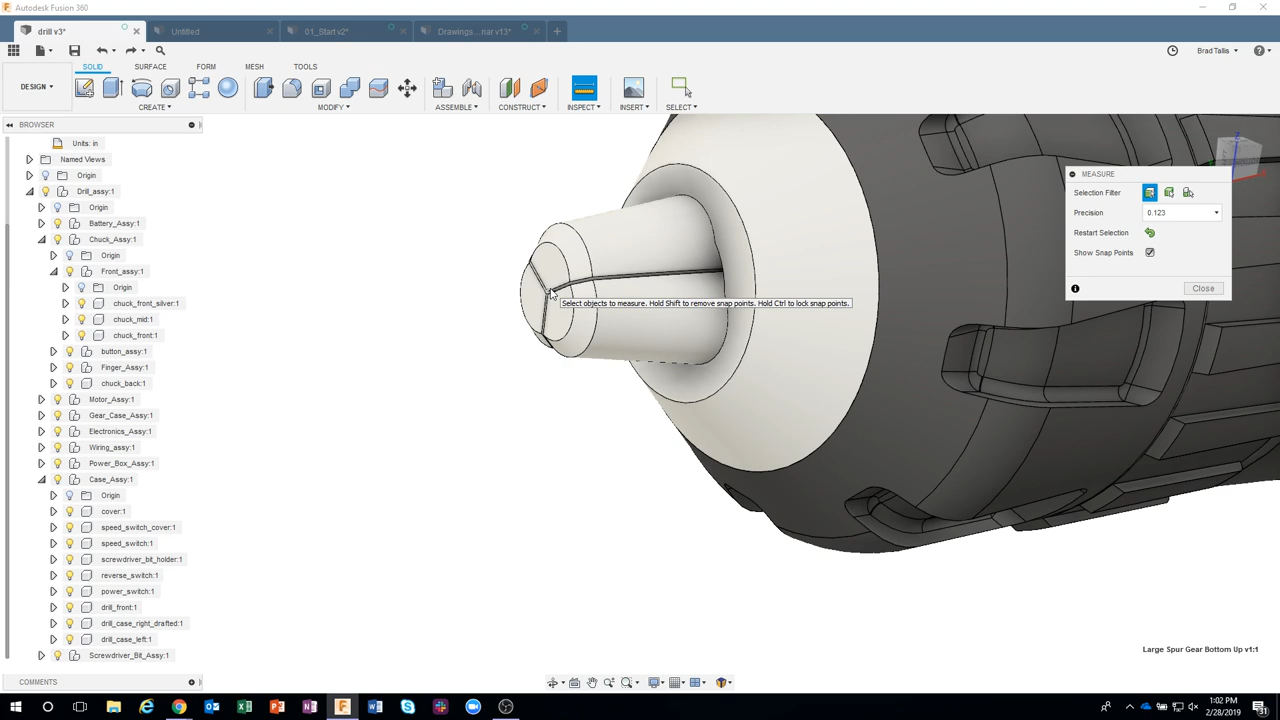 Autodesk Fusion 360
drill v3*
Untitled
01_Start v2*
Drawings...nar v13*
Brad Tallis
DESIGN
SOLID
SURFACE
FORM
MESH
TOOLS
CREATE
MODIFY
ASSEMBLE
CONSTRUCT
INSPECT
INSERT
SELECT
BROWSER
Units: in
Named Views
Origin
Drill_assy:1
Origin
Battery_Assy:1
Chuck_Assy:1
Origin
Front_assy:1
Origin
chuck_front_silver:1
chuck_mid:1
chuck_front:1
button_assy:1
Finger_Assy:1
chuck_back:1
Motor_Assy:1
Gear_Case_Assy:1
Electronics_Assy:1
Wiring_assy:1
Power_Box_Assy:1
Case_Assy:1
Origin
cover:1
speed_switch_cover:1
speed_switch:1
screwdriver_bit_holder:1
reverse_switch:1
power_switch:1
drill_front:1
drill_case_right_drafted:1
drill_case_left:1
Screwdriver_Bit_Assy:1
COMMENTS
Select objects to measure. Hold Shift to remove snap points. Hold Ctrl to lock snap points.
Z
MEASURE
Selection Filter
Precision
0.123
Restart Selection
Show Snap Points
Close
Large Spur Gear Bottom Up v1:1
1:02 PM
2/28/2019
31